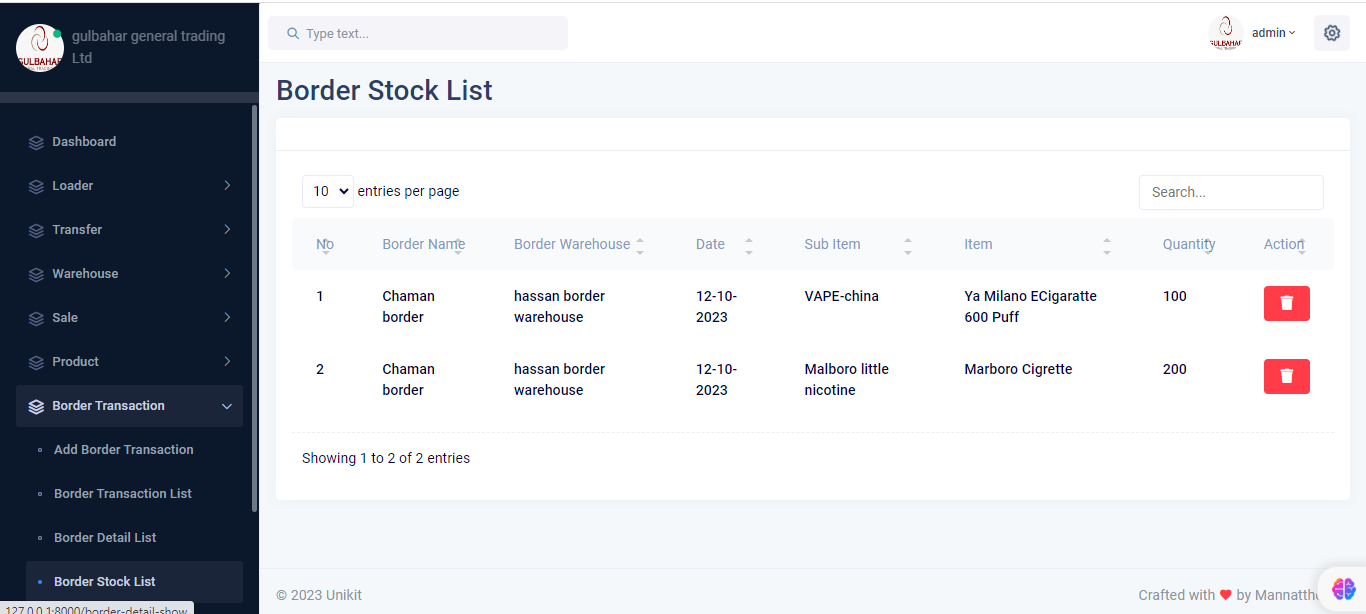 gulbahar general trading
Ltd
GULBAHAR
Type text...
GULBAHAR
admin
Border Stock List
Dashboard
Loader
Transfer
Warehouse
Sale
Product
Border Transaction
Add Border Transaction
Border Transaction List
Border Detail List
Border Stock List
127.0.0.1:8000/border-detail-show
10 entries per page
Search...
No Border Name Border Warehouse Date Sub Item Item Quantity Action
1 Chaman hassan border 12-10- VAPE-china Ya Milano ECigaratte 100
border warehouse 2023 600 Puff
2 Chaman hassan border 12-10- Malboro little Marboro Cigrette 200
border warehouse 2023 nicotine
Showing 1 to 2 of 2 entries
© 2023 Unikit
Crafted with by Mannatth